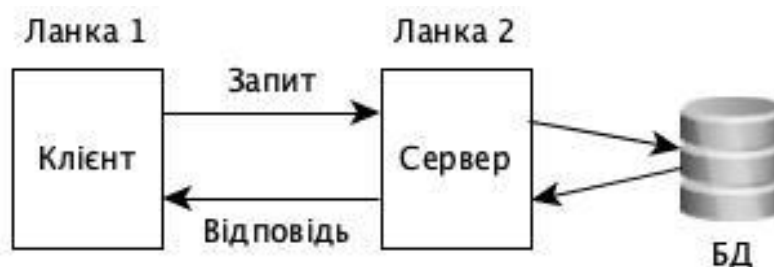 Ланка 1
Ланка 2
Запит
Клієнт
Сервер
Відповідь
БД